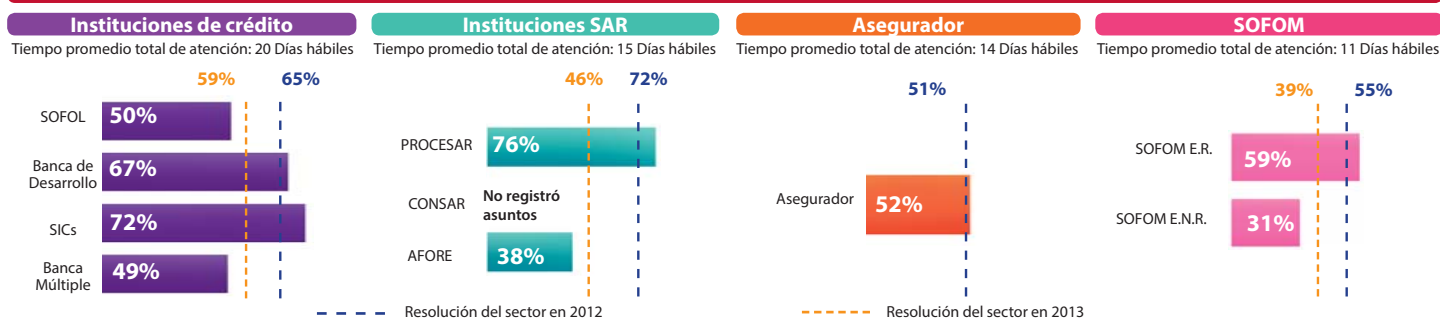 Instituciones de crédito
Tiempo promedio total de atención: 20 Días hábiles
59%
65%
SOFOL
50%
Banca de
Desarrollo
67%
SICs
72%
Banca
Múltiple
49%
Instituciones SAR
Tiempo promedio total de atención: 15 Días hábiles
46%
72%
PROCESAR
76%
CONSAR
No registró
asuntos
AFORE
38%
Asegurador
Tiempo promedio total de atención: 14 Días hábiles
51%
Asegurador
52%
SOFOM
Tiempo promedio total de atención: 11 Días hábiles
39%
55%
SOFOM E.R.
59%
SOFOM E.N.R.
31%
Resolución del sector en 2012
Resolución del sector en 2013